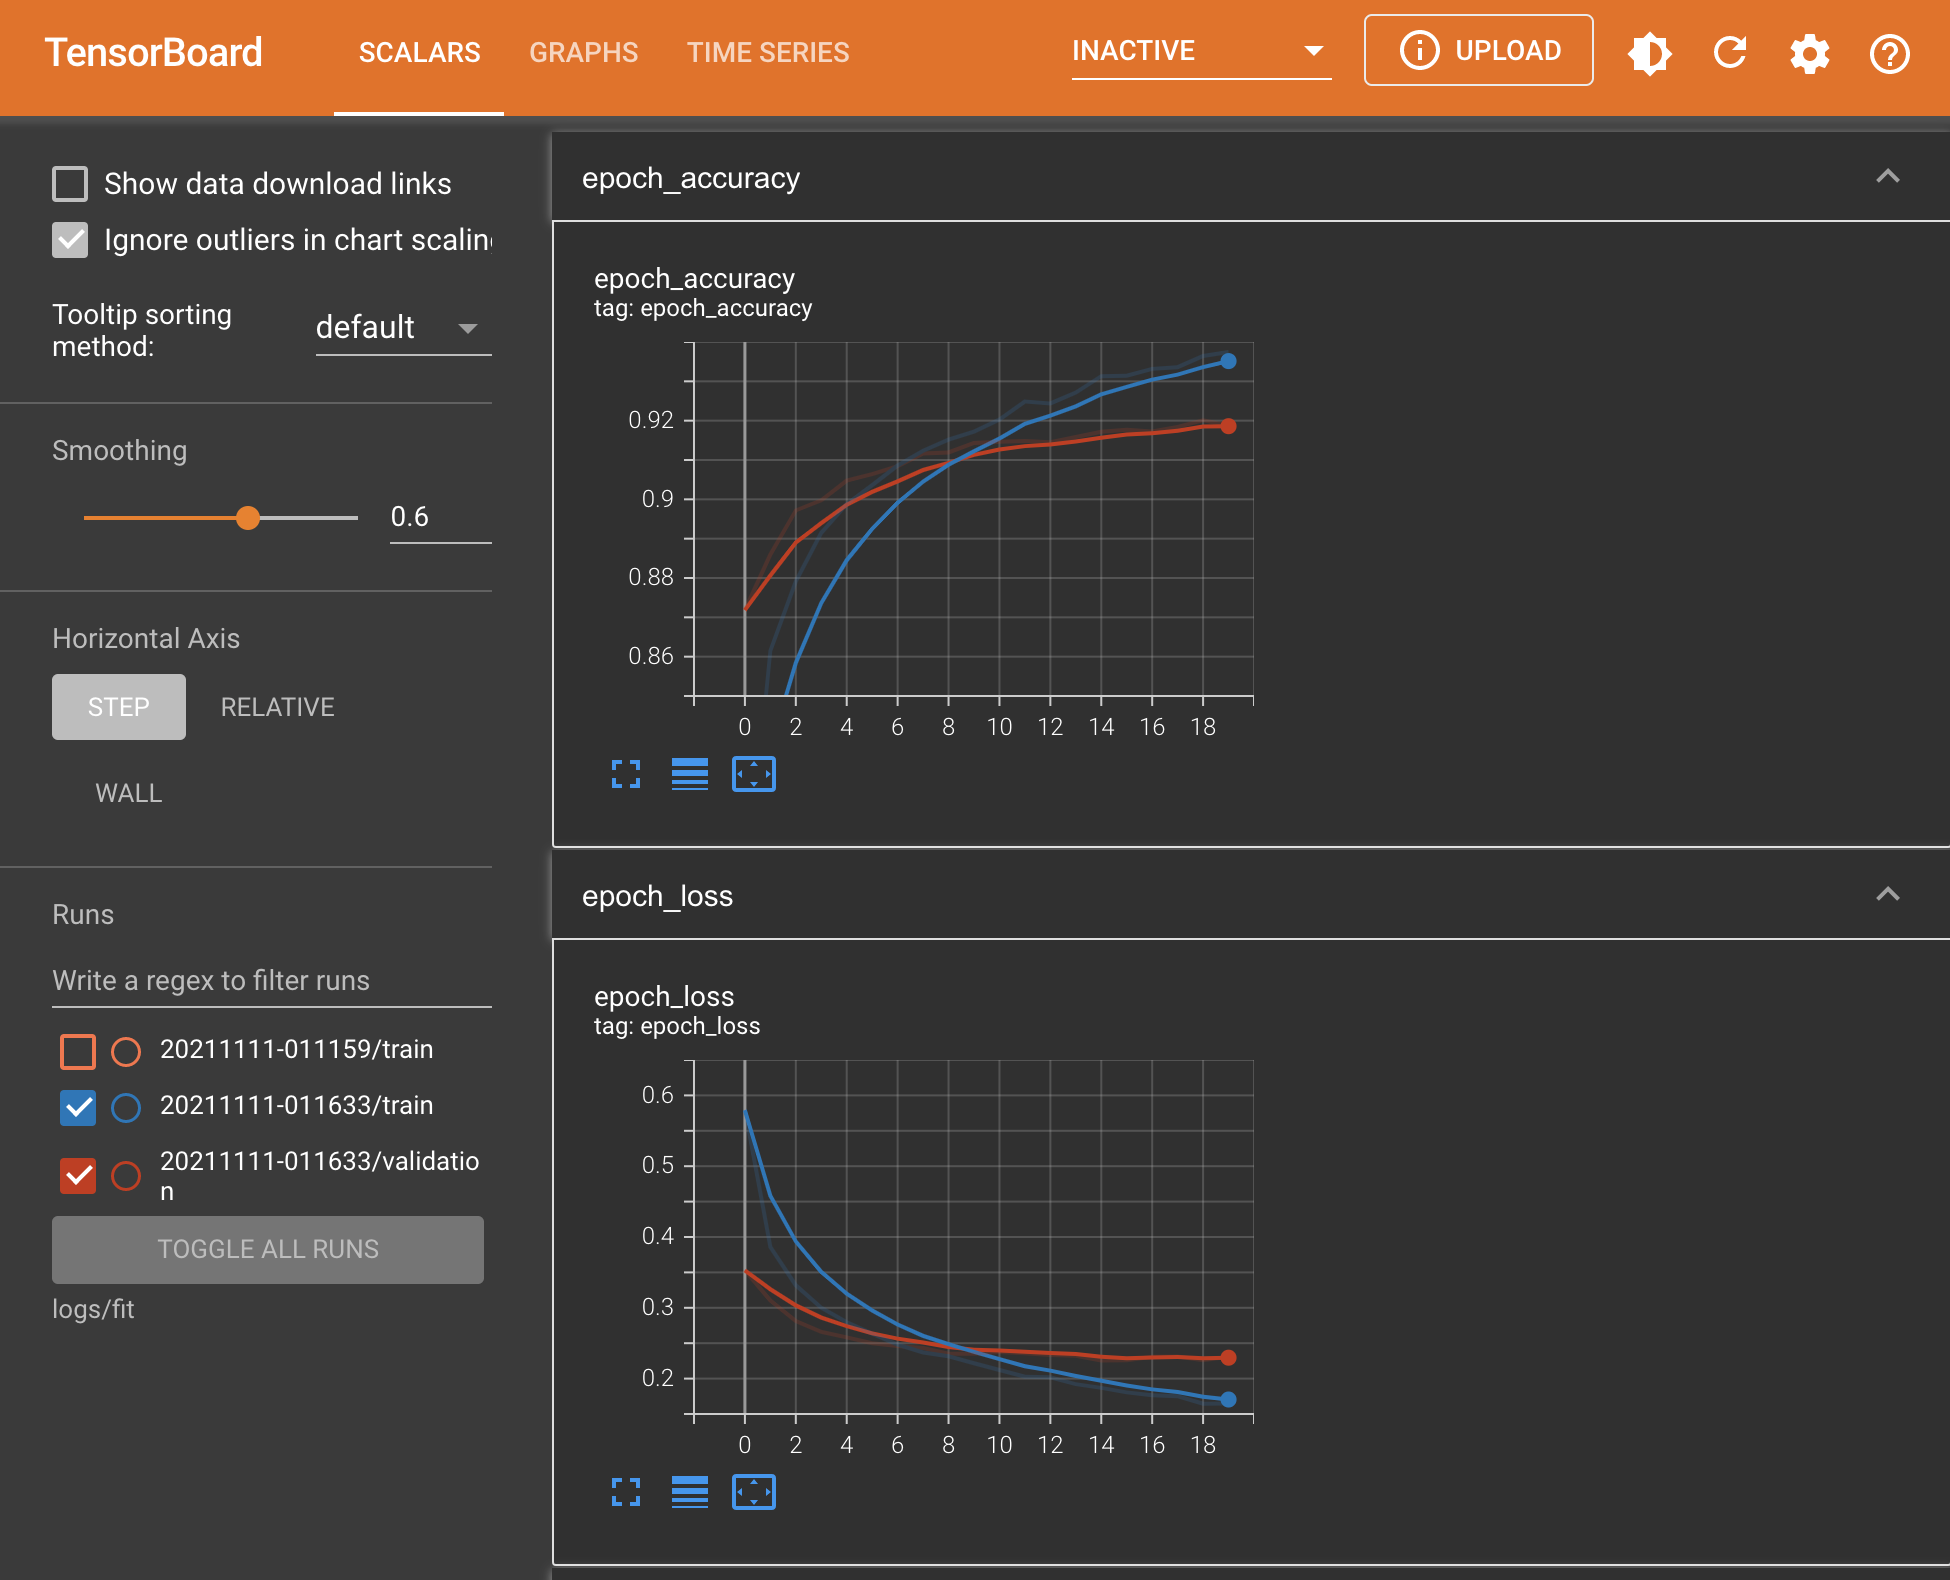 TensorBoard
SCALARS
GRAPHS
TIME SERIES
INACTIVE
UPLOAD
Show data download links
Ignore outliers in chart scalin
Tooltip sorting
method:
default
Smoothing
0.6
Horizontal Axis
STEP
RELATIVE
WALL
Runs
Write a regex to filter runs
20211111-011159/train
20211111-011633/train
20211111-011633/validatio
n
TOGGLE ALL RUNS
logs/fit
epoch_accuracy
epoch_accuracy
tag: epoch_accuracy
0.92
0.9
0.88
0.86
0 2 4 6 8 10 12 14 16 18
epoch_loss
epoch_loss
tag: epoch_loss
0.6
0.5
0.4
0.3
0.2
0 2 4 6 8 10 12 14 16 18